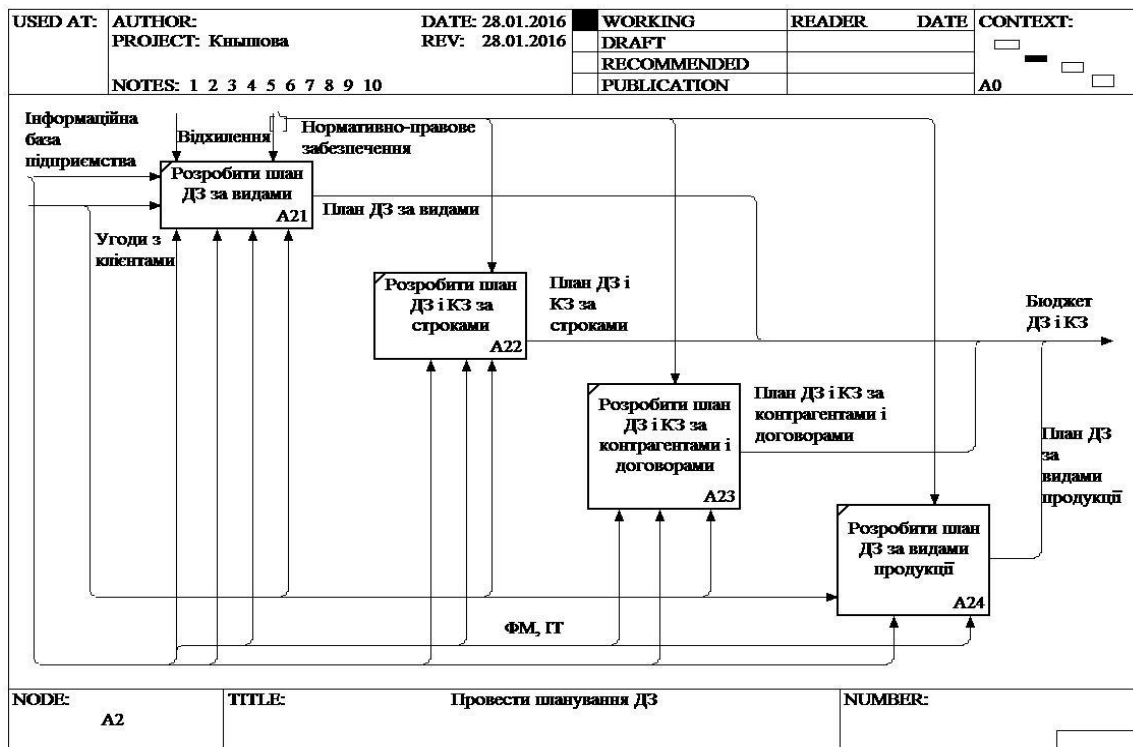 USED AT:
AUTHOR:
DATE: 28.01.2016
PROJECT: Книшова
REV: 28.01.2016
NOTES: 1 2 3 4 5 6 7 8 9 10
WORKING
DRAFT
RECOMMENDED
PUBLICATION
READER
DATE
CONTEXT:
A0
Інформаційна
база
підприємства
Відхилення
Нормативно-правове
забезпечення
Розробити план
ДЗ за видами
A21
План ДЗ за видами
Угоди з
клієнтами
Розробити план
ДЗ і КЗ за
строками
A22
План ДЗ і
КЗ за
строками
Бюджет
ДЗ і КЗ
Розробити план
ДЗ і КЗ за
контрагентами і
договорами
A23
План ДЗ і КЗ за
контрагентами і
договорами
План ДЗ
за
видами
продукції
Розробити план
ДЗ за видами
продукції
A24
ФМ, ІТ
NODE:
A2
TITLE:
Провести планування ДЗ
NUMBER: